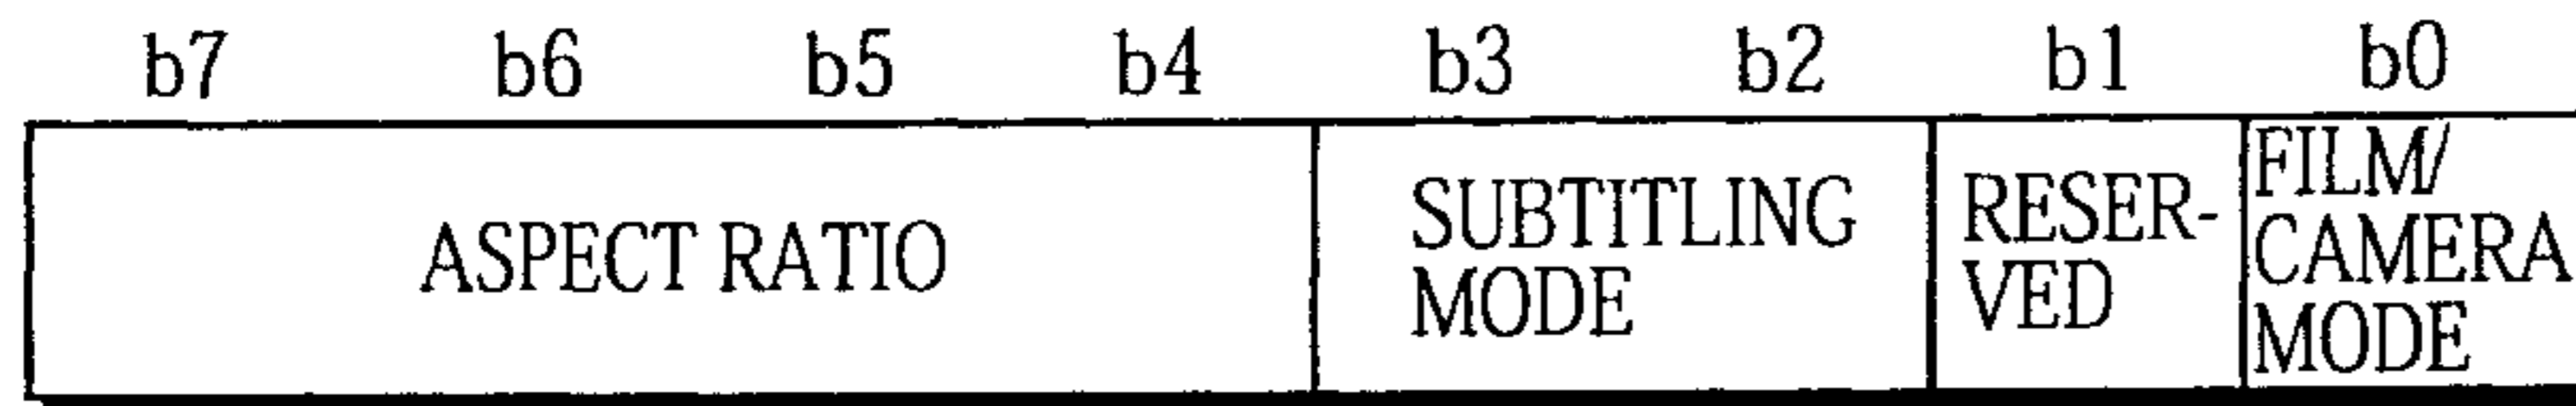 b7 b6 b5 b4 b3 b2 b1 b0
ASPECT RATIO
SUBTITLING
MODE
RESER-
VED
FILM/
CAMERA
MODE